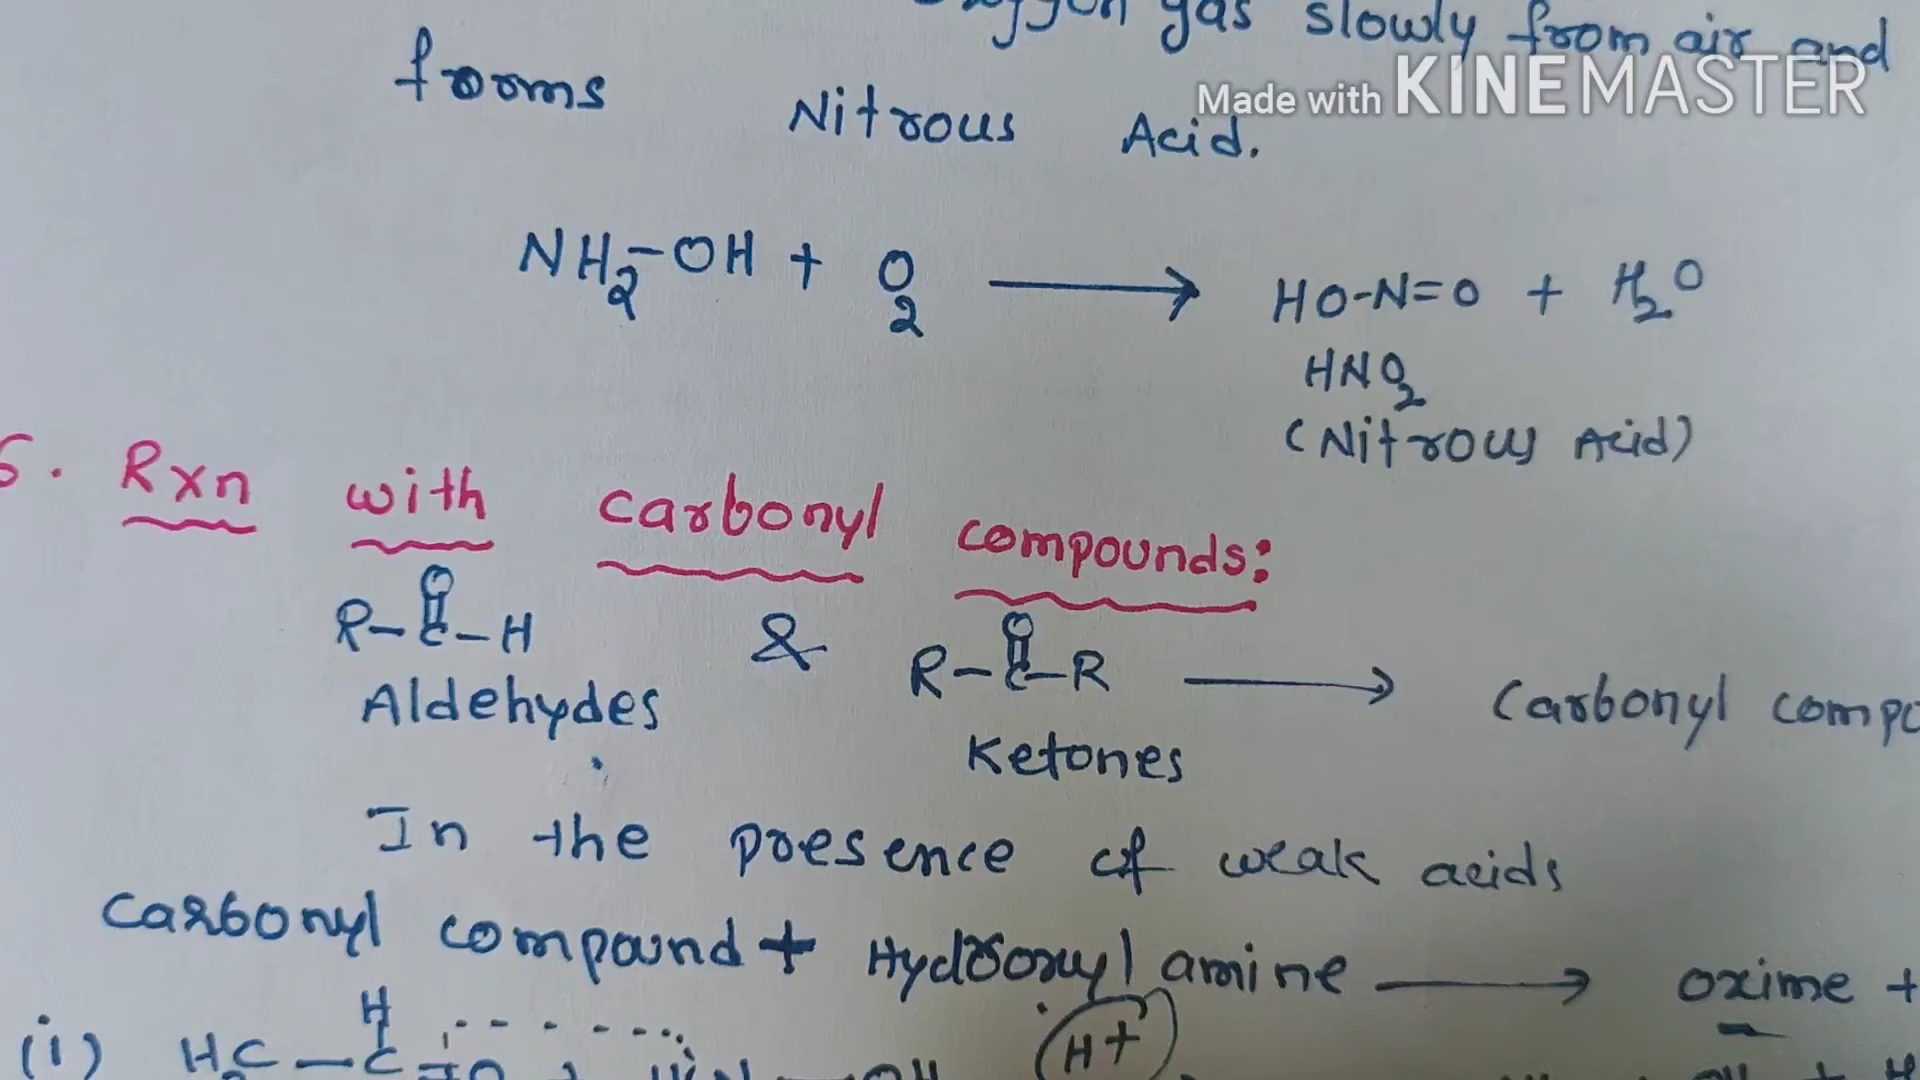 gas slowly from air and
Made with KINEMASTER
forms Nitrous Acid.
NH2-OH + O2 ⟶ HO-N=O + H2O
HNO2
(Nitrous Acid)
Rxn with carbonyl compounds:
O O
R-C-H & R-C-R ⟶ Carbonyl compo
Aldehydes Ketones
In the presence of weak acids
carbonyl compound + Hydroxyl amine ⟶ oxime +
H
(i) H3C-C=O + H+